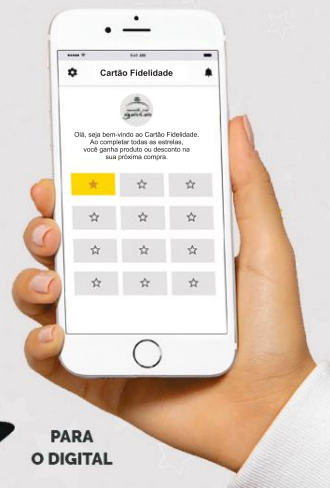 Cartão Fidelidade
Olá, seja bem-vindo ao Cartão Fidelidade.
Ao completar todas as estrelas,
você ganha produto ou desconto na
sua próxima compra.
PARA
O DIGITAL